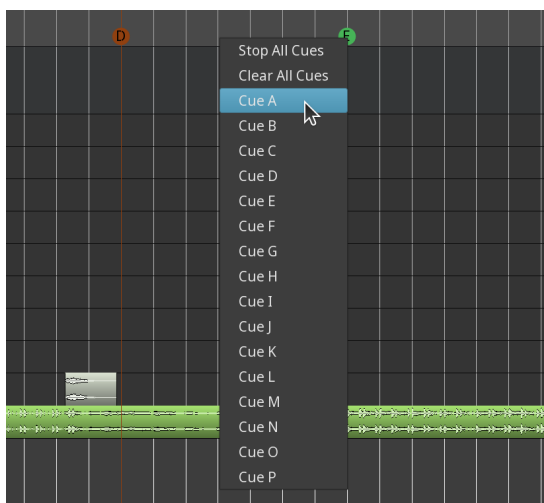 D
E
Stop All Cues
Clear All Cues
Cue A
Cue B
Cue C
Cue D
Cue E
Cue F
Cue G
Cue H
Cue I
Cue J
Cue K
Cue L
Cue M
Cue N
Cue O
Cue P